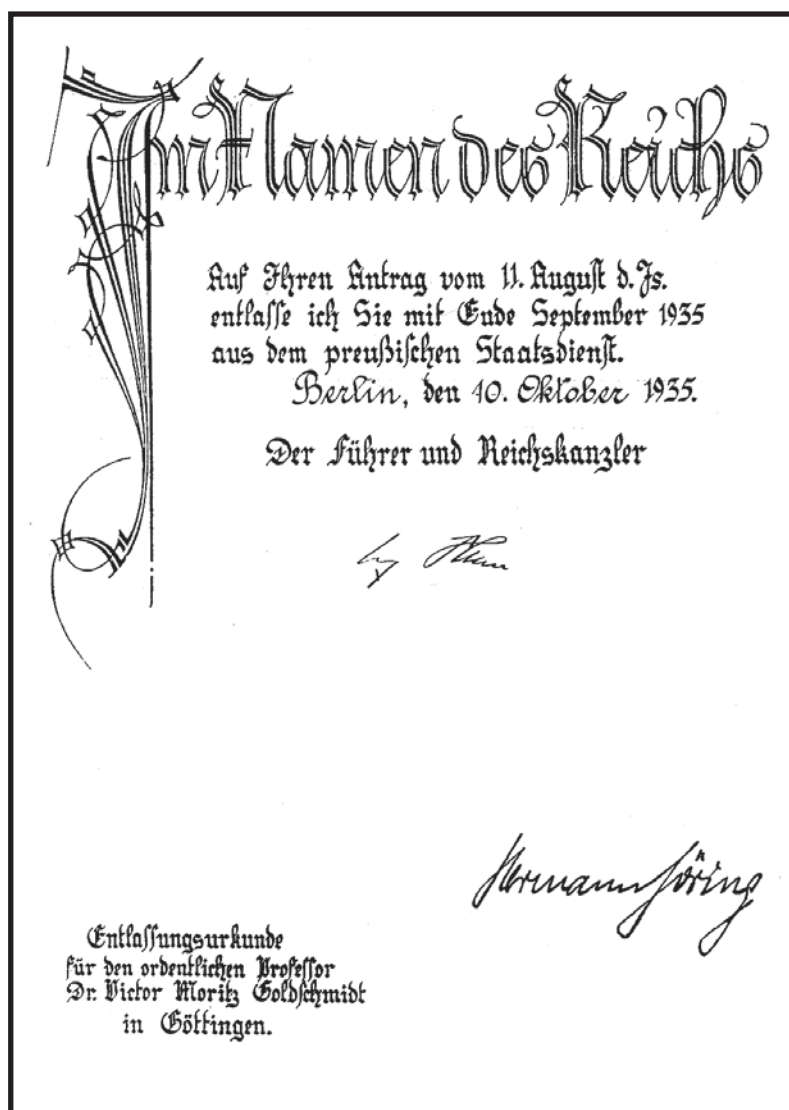 Im Namen des Reichs
Auf Ihren Antrag vom 11. August d. Js.
entlasse ich Sie mit Ende September 1935
aus dem preußischen Staatsdienst.
Berlin, den 10. Oktober 1935.
Der Führer und Reichskanzler
Hermann Göring
Entlassungsurkunde
für den ordentlichen Professor
Dr. Victor Moritz Goldschmidt
in Göttingen.